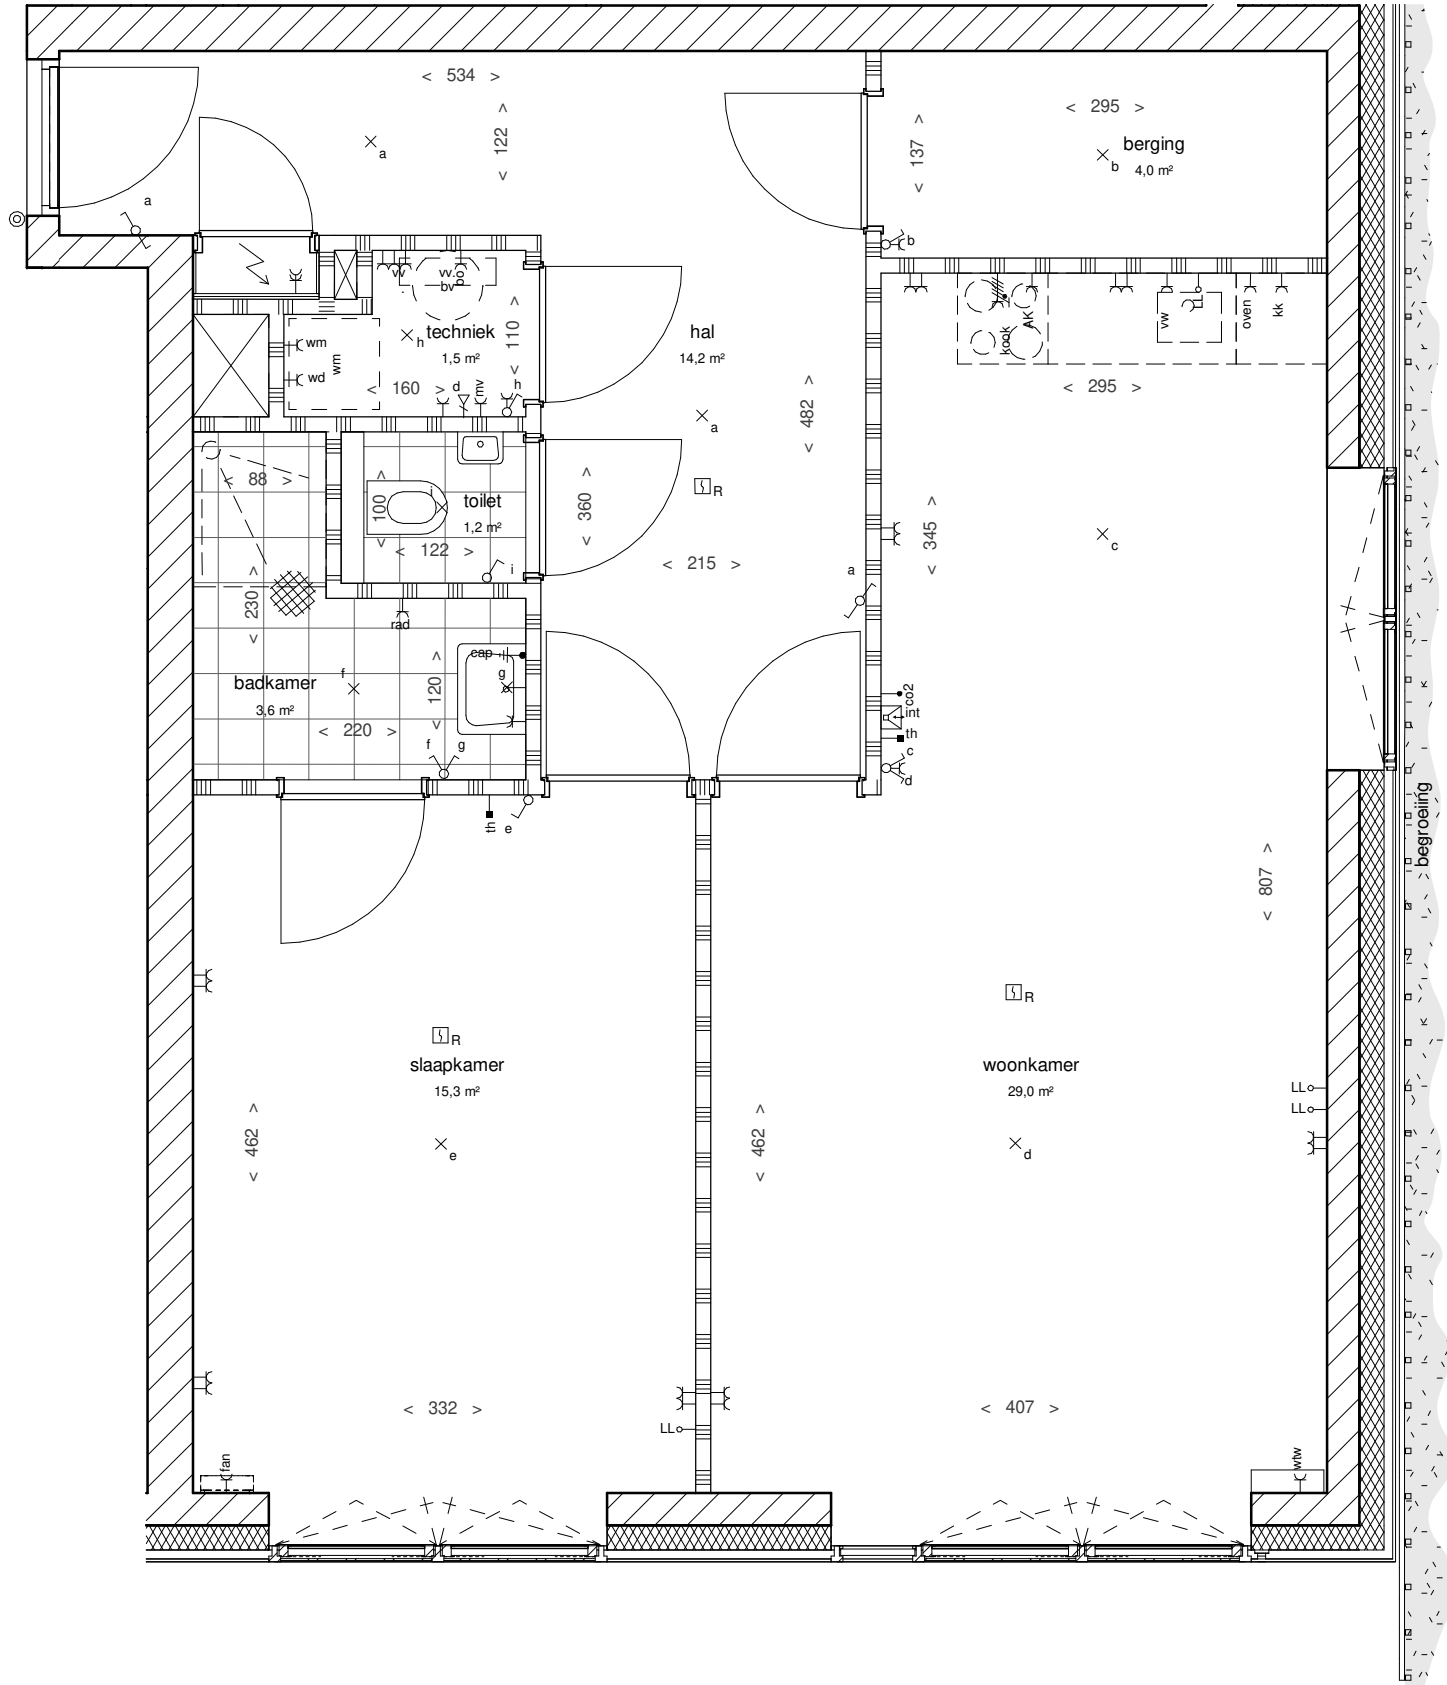 < 534 >
< 122 >
a
a
< 137 >
< 295 >
berging
4,0 m²
b
b
vv
vv.
bv
bo
techniek
1,5 m²
h
< 110 >
wm
wd
wm
< 160 >
d
mv
h
hal
14,2 m²
a
R
< 482 >
kook
AK
vw
LL
oven
kk
< 295 >
< 88 >
< 100 >
i
toilet
1,2 m²
< 122 >
i
< 360 >
< 215 >
a
< 345 >
c
< 230 >
rad
cap
g
badkamer
3,6 m²
f
< 120 >
< 220 >
f
g
co2
int
th
c
d
th
e
begroeiing
< 807 >
R
slaapkamer
15,3 m²
e
< 462 >
R
woonkamer
29,0 m²
d
< 462 >
LL
LL
< 332 >
LL
< 407 >
fan
wtw